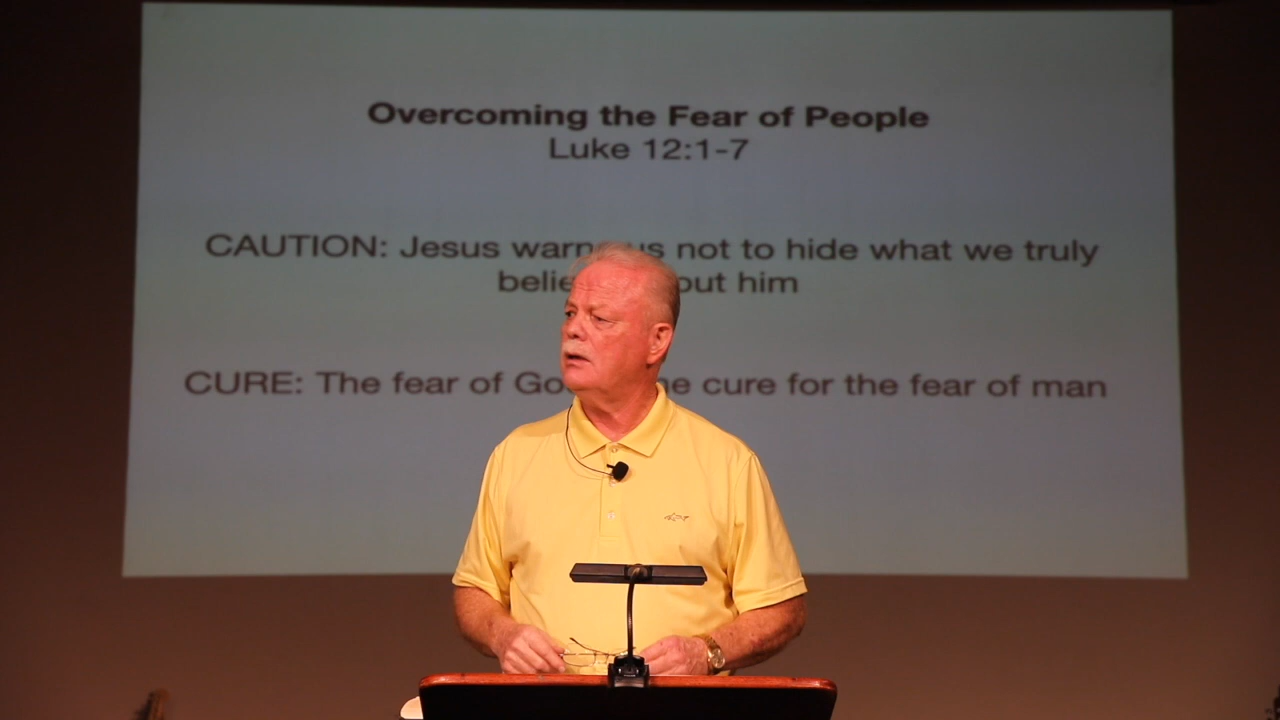 Overcoming the Fear of People
Luke 12:1-7
CAUTION: Jesus not to hide what we truly
him
CURE: The fear of cure for the fear of man